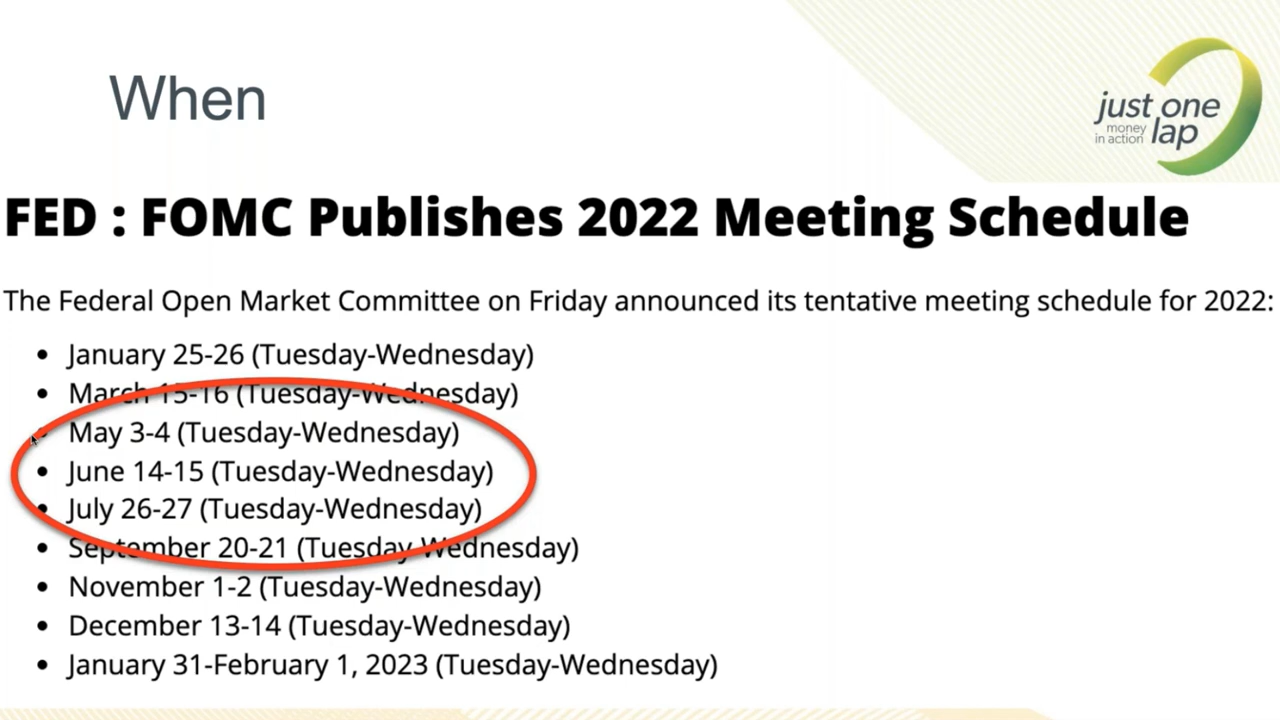 When
just one
money
in action lap
FED : FOMC Publishes 2022 Meeting Schedule
The Federal Open Market Committee on Friday announced its tentative meeting schedule for 2022:
• January 25-26 (Tuesday-Wednesday)
• March 15-16 (Tuesday-Wednesday)
• May 3-4 (Tuesday-Wednesday)
• June 14-15 (Tuesday-Wednesday)
• July 26-27 (Tuesday-Wednesday)
• September 20-21 (Tuesday-Wednesday)
• November 1-2 (Tuesday-Wednesday)
• December 13-14 (Tuesday-Wednesday)
• January 31-February 1, 2023 (Tuesday-Wednesday)